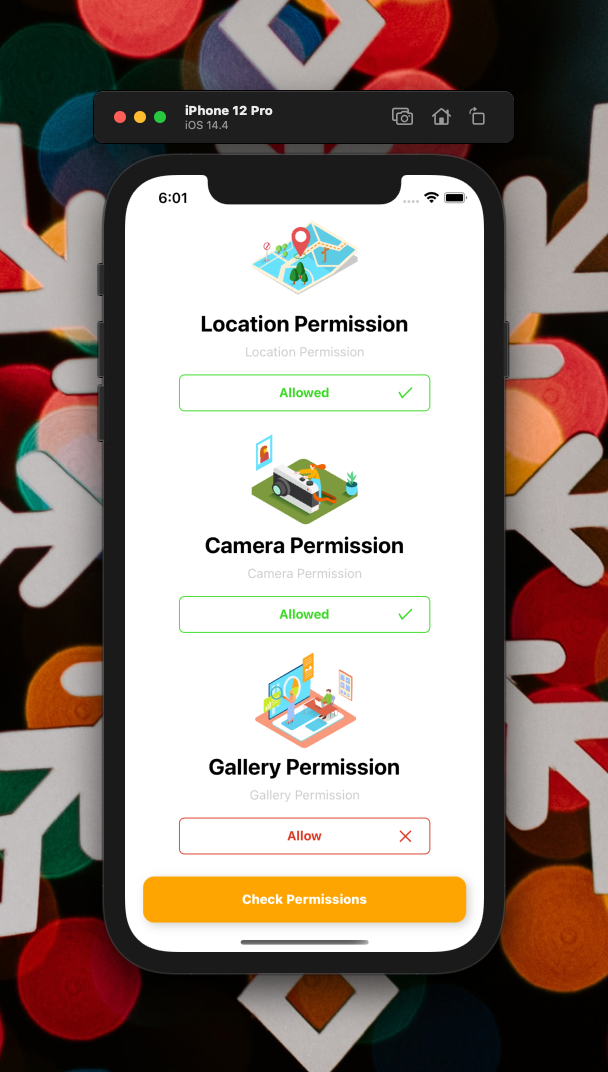 iPhone 12 Pro
iOS 14.4
6:01
Location Permission
Location Permission
Allowed
Camera Permission
Camera Permission
Allowed
Gallery Permission
Gallery Permission
Allow
Check Permissions